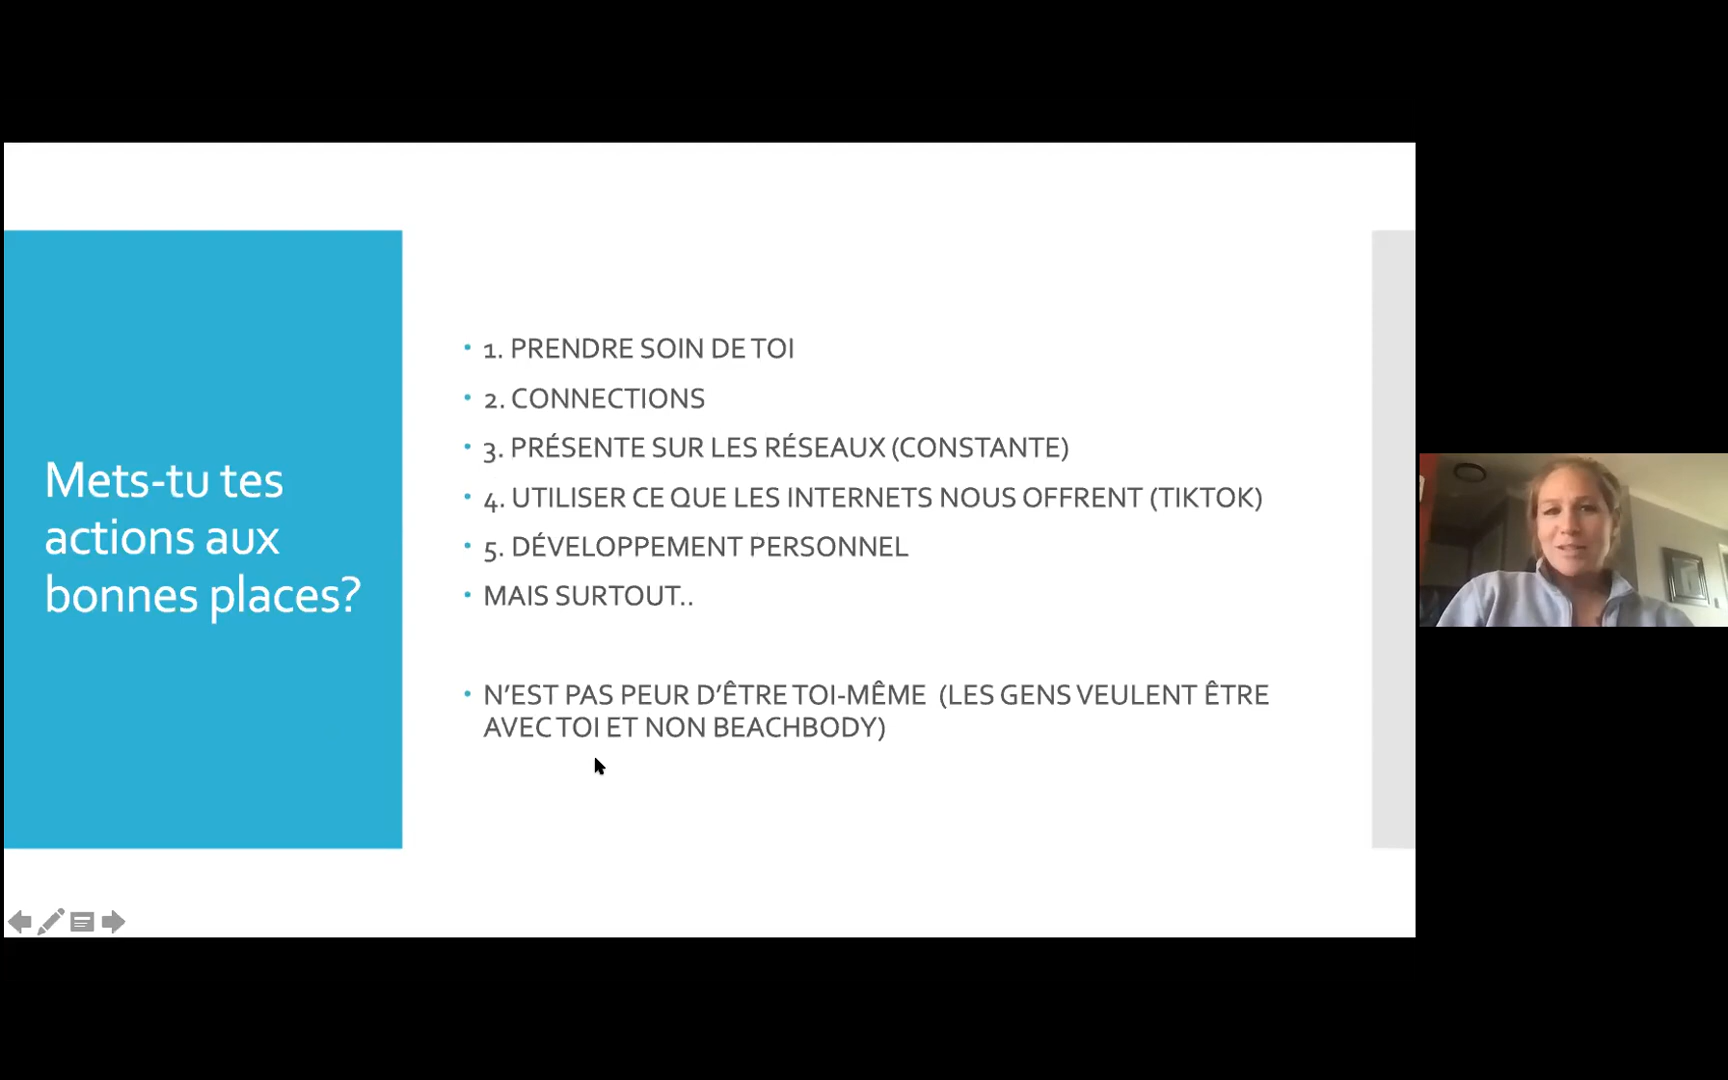 Mets-tu tes
actions aux
bonnes places?
• 1. PRENDRE SOIN DE TOI
• 2. CONNECTIONS
• 3. PRÉSENTE SUR LES RÉSEAUX (CONSTANTE)
• 4. UTILISER CE QUE LES INTERNETS NOUS OFFRENT (TIKTOK)
• 5. DÉVELOPPEMENT PERSONNEL
• MAIS SURTOUT..
• N'EST PAS PEUR D'ÊTRE TOI-MÊME (LES GENS VEULENT ÊTRE
AVEC TOI ET NON BEACHBODY)